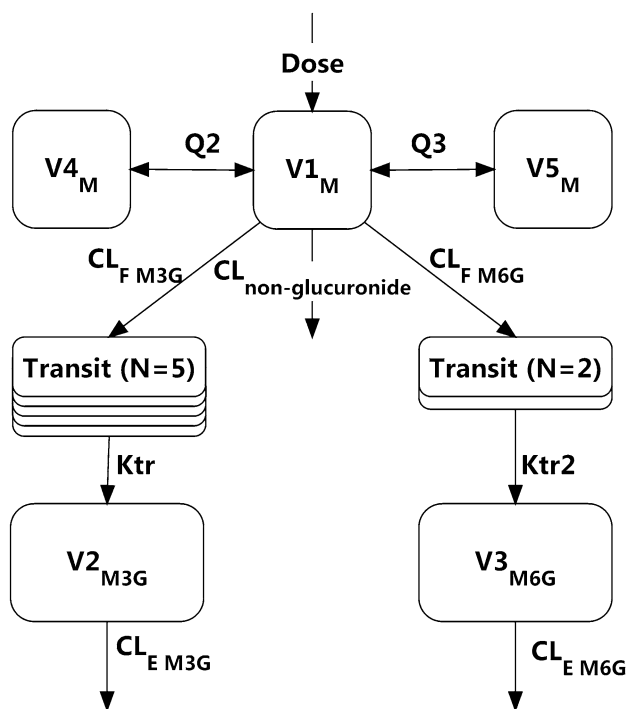 Dose
V4M
Q2
V1M
Q3
V5M
CLF M3G
CLnon-glucuronide
CLF M6G
Transit (N=5)
Transit (N=2)
Ktr
Ktr2
V2M3G
V3M6G
CLE M3G
CLE M6G